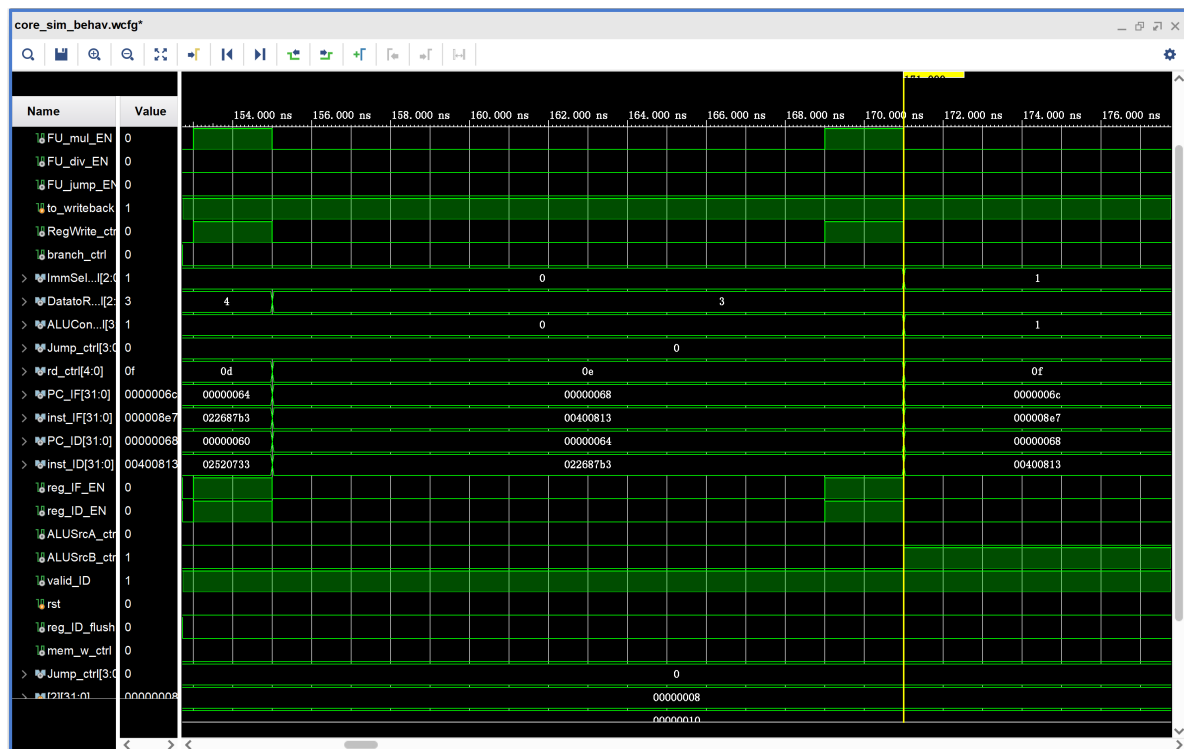 core_sim_behav.wcfg*
Name Value
154.000 ns 156.000 ns 158.000 ns 160.000 ns 162.000 ns 164.000 ns 166.000 ns 168.000 ns 170.000 ns 172.000 ns 174.000 ns 176.000 ns
FU_mul_EN 0
FU_div_EN 0
FU_jump_EN 0
to_writeback 1
RegWrite_ctr 0
branch_ctrl 0
ImmSel...l[2:0 1 0 1
DatatoR...l[2: 3 4 3
ALUCon...l[3 1 0 1
Jump_ctrl[3:0 0 0
rd_ctrl[4:0] 0f 0d 0e 0f
PC_IF[31:0] 0000006c 00000064 00000068 0000006c
inst_IF[31:0] 000008e7 022687b3 00400813 000008e7
PC_ID[31:0] 00000068 00000060 00000064 00000068
inst_ID[31:0] 00400813 02520733 022687b3 00400813
reg_IF_EN 0
reg_ID_EN 0
ALUSrcA_ctr 0
ALUSrcB_ctr 1
valid_ID 1
rst 0
reg_ID_flush 0
mem_w_ctrl 0
Jump_ctrl[3:0 0 0
[2][31:0] 00000008 00000008
00000010